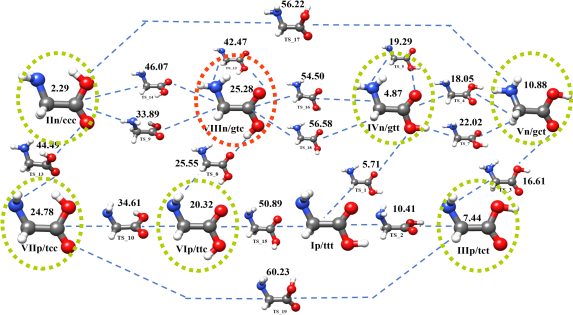 56.22
TS_17
42.47
TS_12
19.29
TS_5
46.07
TS_14
54.50
TS_16
18.05
TS_4
2.29
IIn/ccc
25.28
VIIIn/gtc
4.87
IVn/gtt
10.88
Vn/gct
33.89
TS_9
56.58
TS_18
22.02
TS_7
44.49
TS_13
25.55
TS_8
5.71
TS_1
16.61
24.78
VIIp/tcc
34.61
TS_10
20.32
VIp/ttc
50.89
TS_15
Ip/ttt
10.41
TS_2
7.44
IIIp/tct
60.23
TS_19